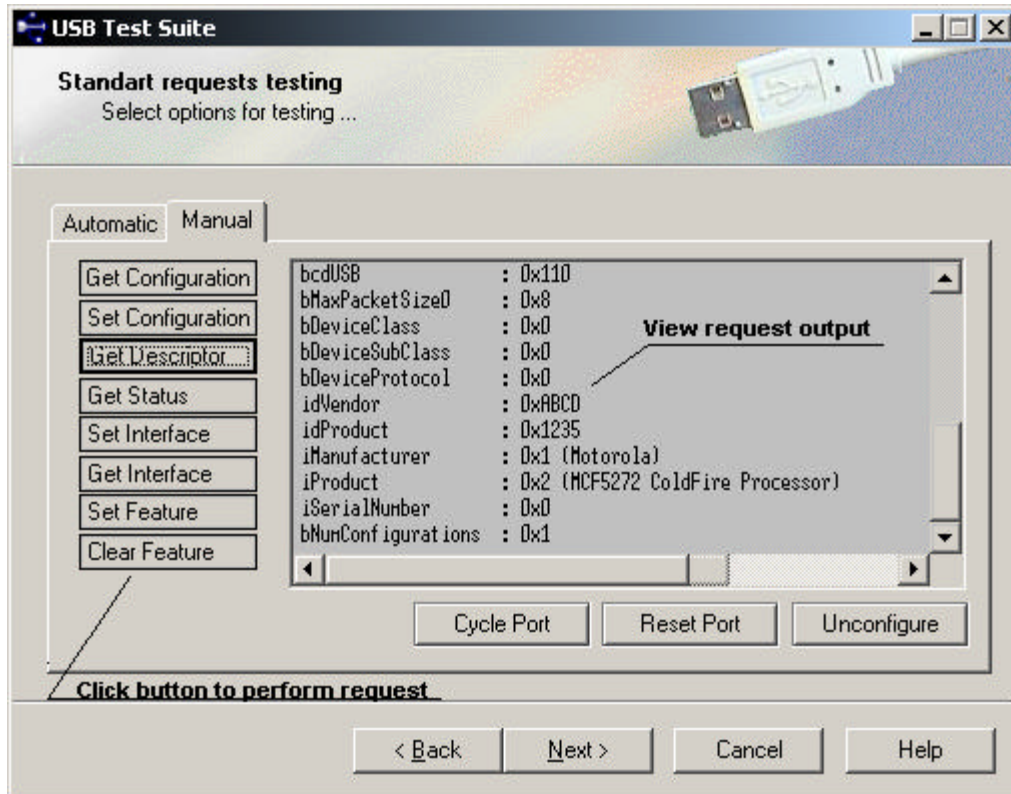 USB Test Suite
Standart requests testing
Select options for testing ...
Automatic
Manual
Get Configuration
Set Configuration
Get Descriptor
Get Status
Set Interface
Get Interface
Set Feature
Clear Feature
bcdUSB : 0x110
bMaxPacketSize0 : 0x8
bDeviceClass : 0x0
bDeviceSubClass : 0x0
bDeviceProtocol : 0x0
idVendor : 0xABCD
idProduct : 0x1235
iManufacturer : 0x1 (Motorola)
iProduct : 0x2 (MCF5272 ColdFire Processor)
iSerialNumber : 0x0
bNumConfigurations : 0x1
View request output
Cycle Port
Reset Port
Unconfigure
Click button to perform request
< Back
Next >
Cancel
Help